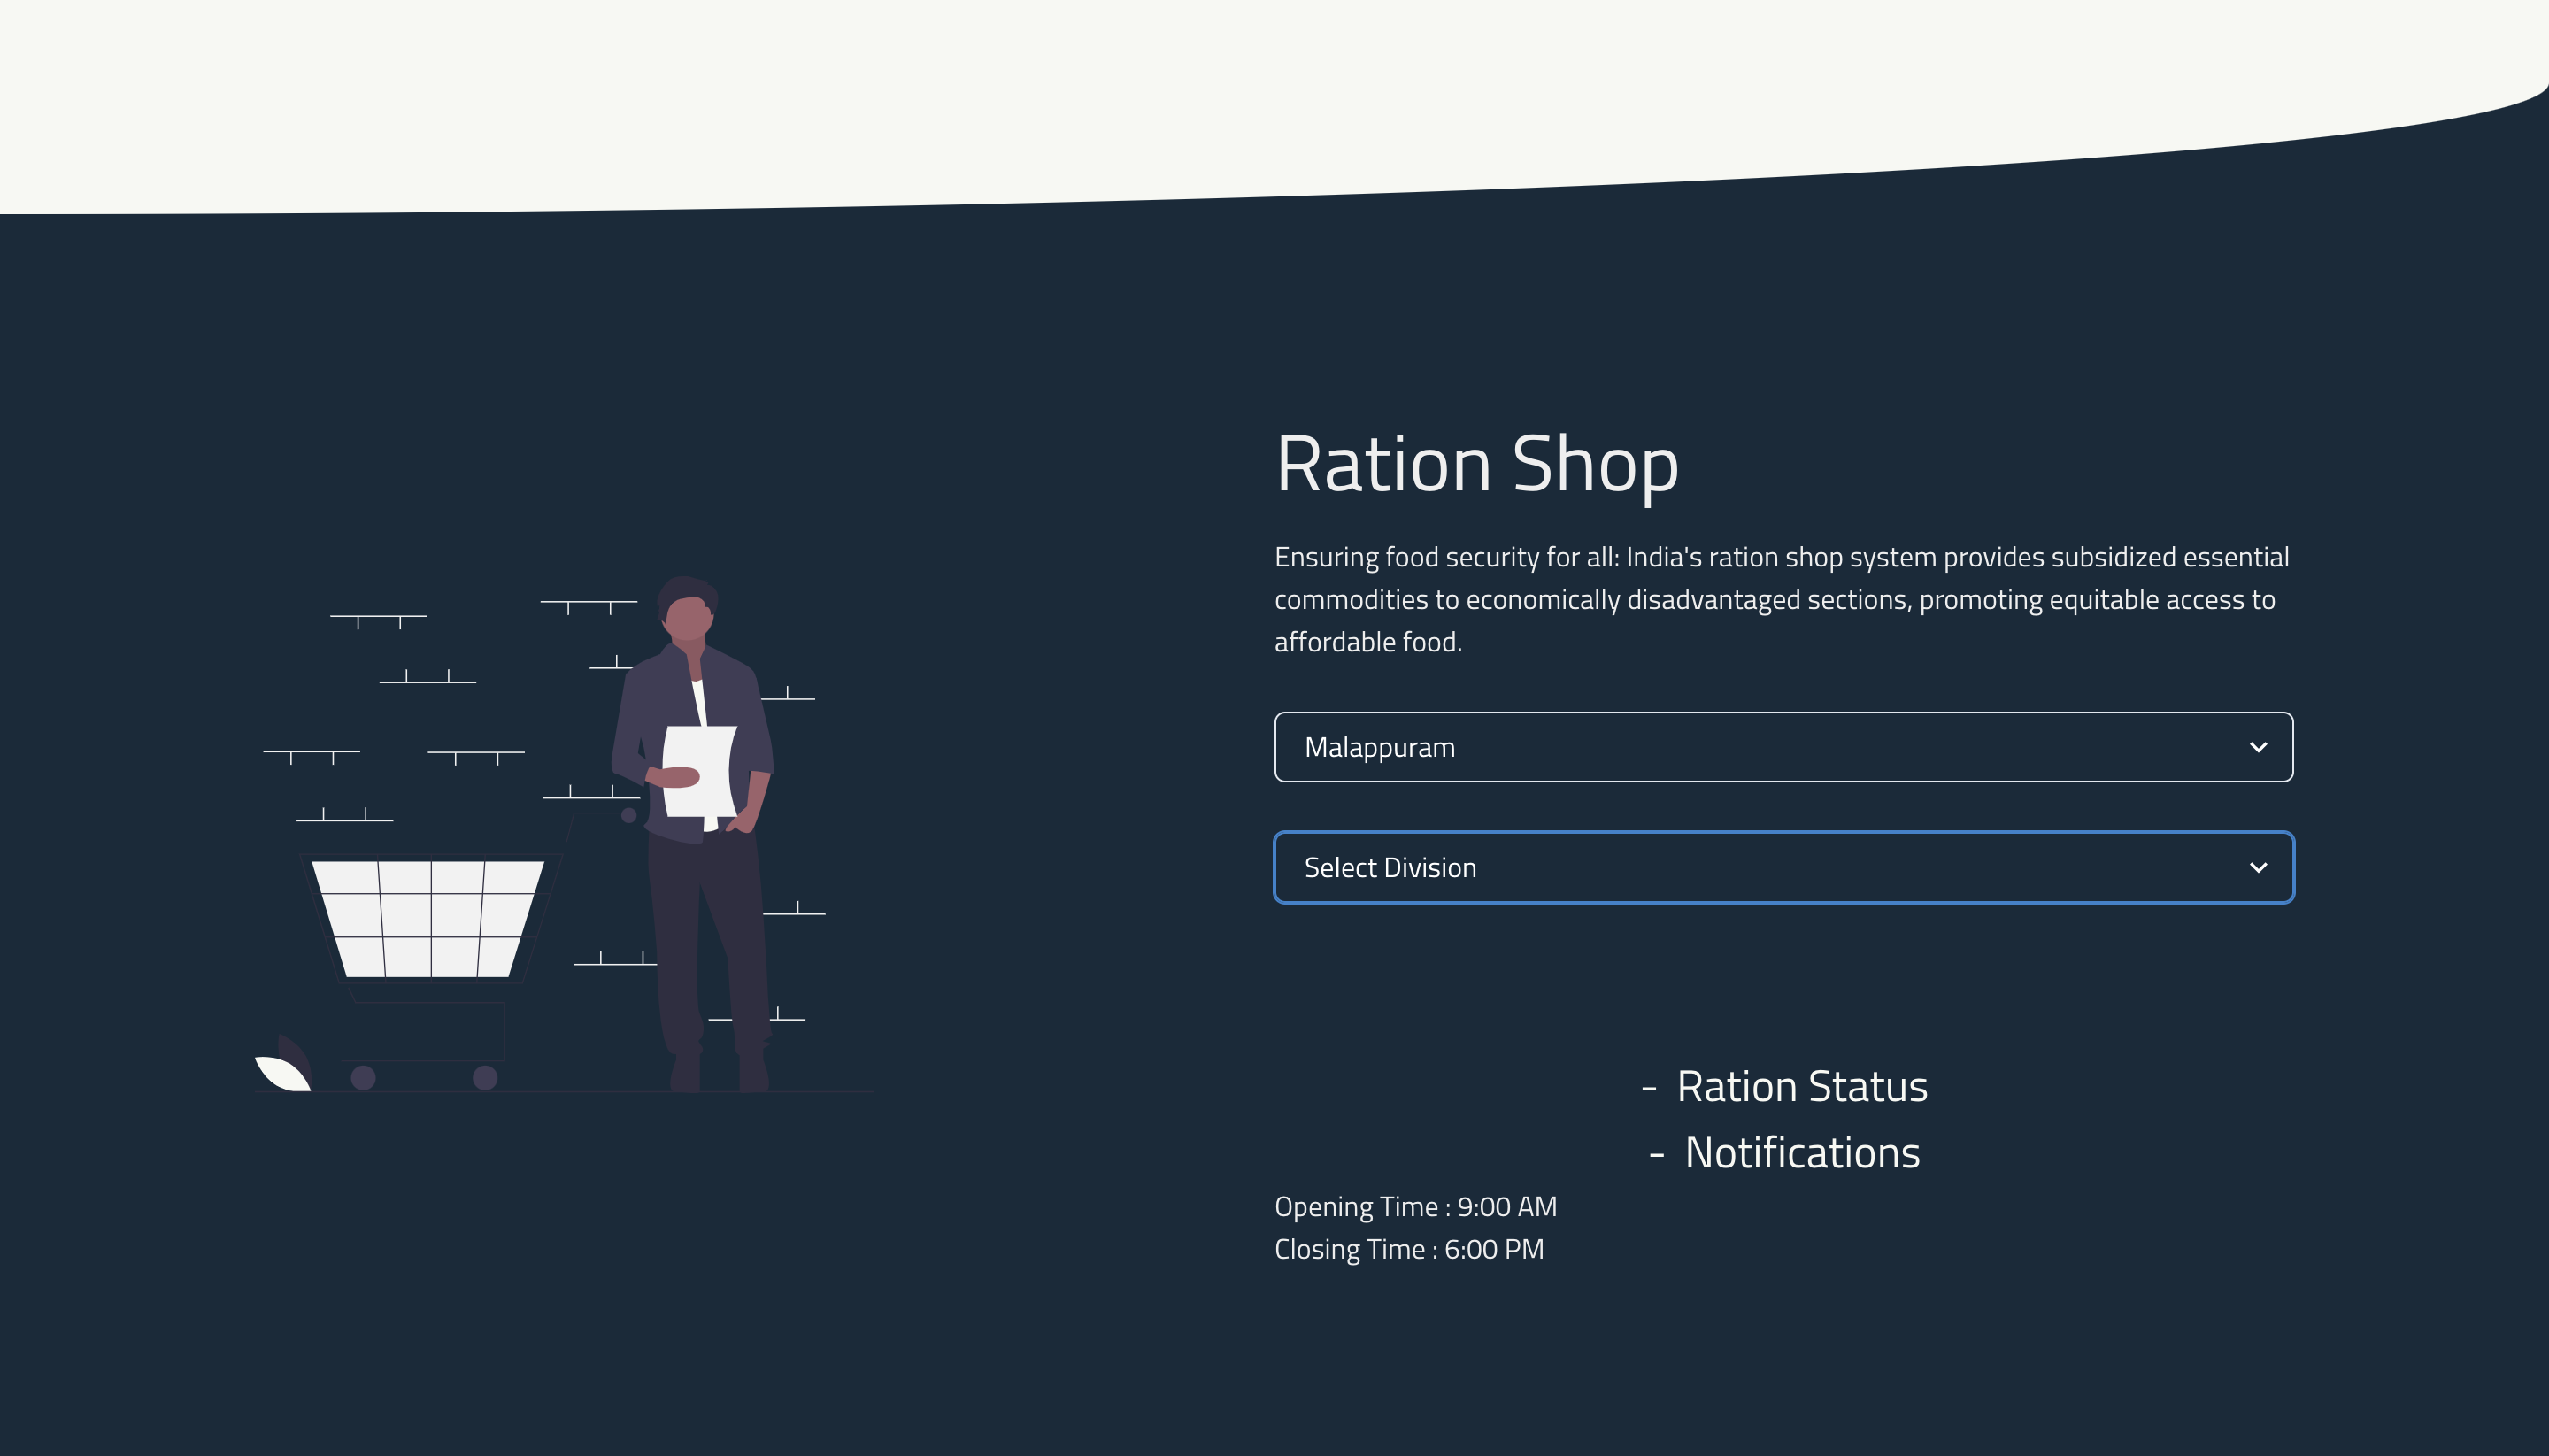 Ration Shop
Ensuring food security for all: India's ration shop system provides subsidized essential
commodities to economically disadvantaged sections, promoting equitable access to
affordable food.
Malappuram
Select Division
- Ration Status
- Notifications
Opening Time : 9:00 AM
Closing Time : 6:00 PM